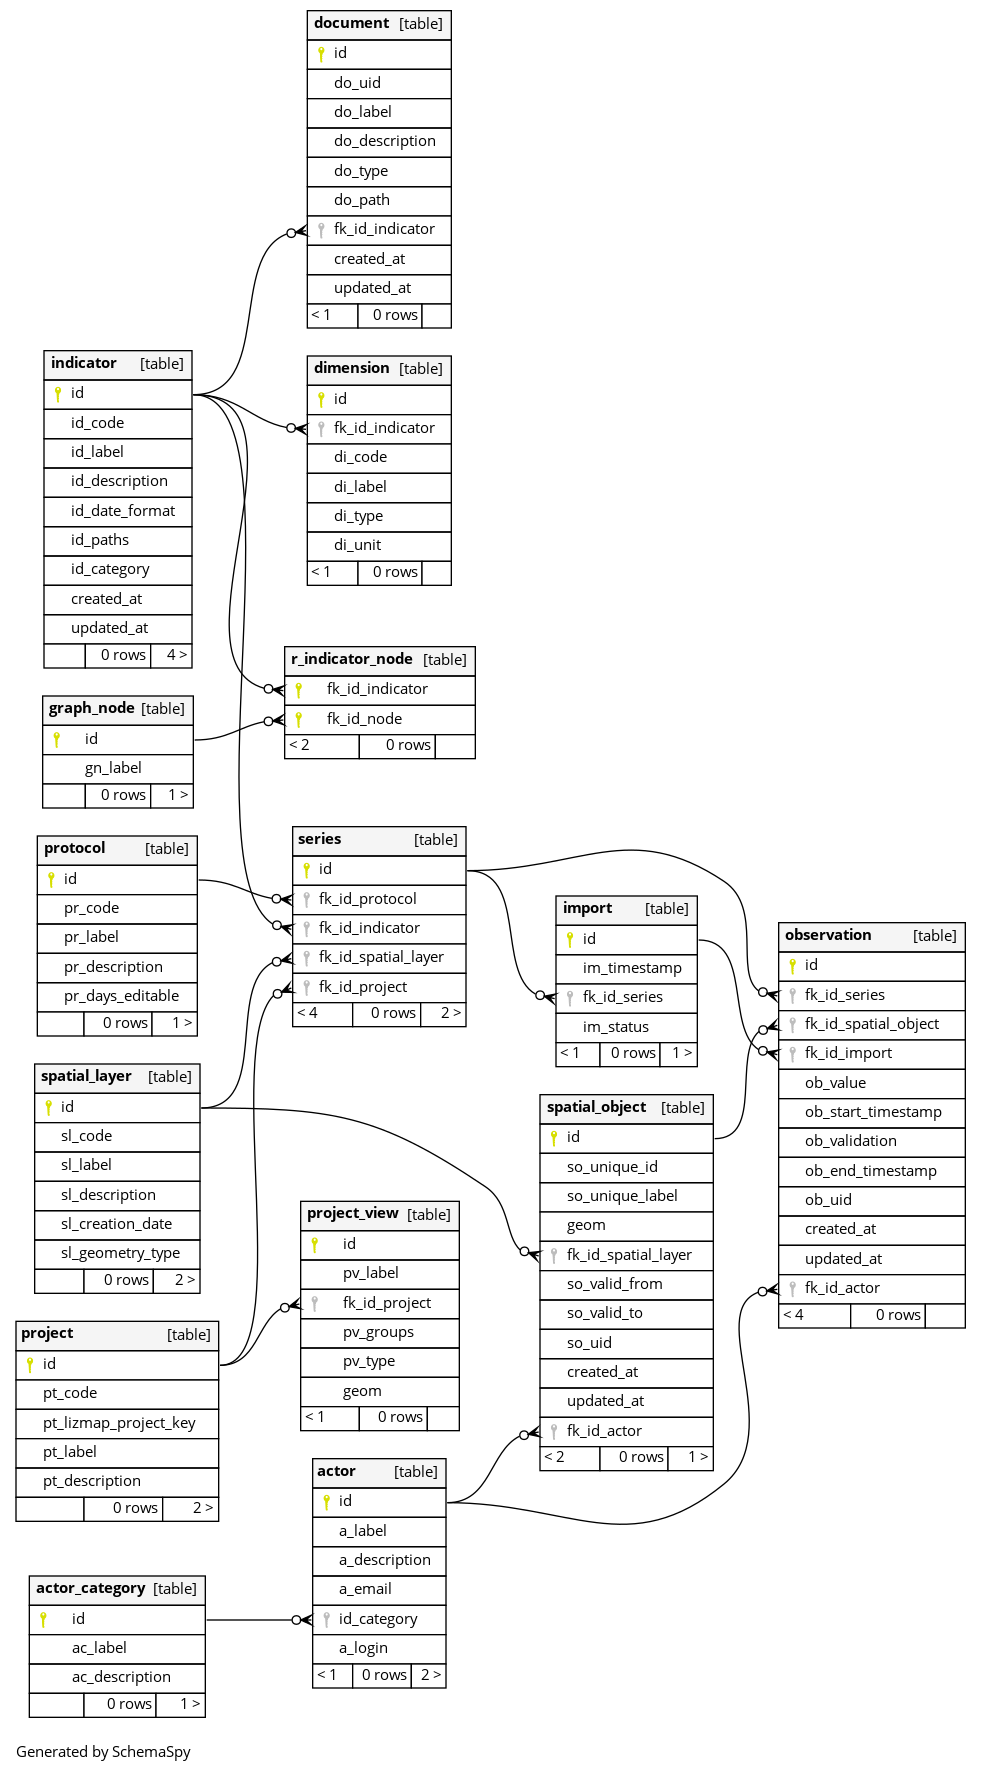 document [table]
id
do_uid
do_label
do_description
do_type
do_path
fk_id_indicator
created_at
updated_at
< 1 0 rows
indicator [table]
id
id_code
id_label
id_description
id_date_format
id_paths
id_category
created_at
updated_at
0 rows 4 >
dimension [table]
id
fk_id_indicator
di_code
di_label
di_type
di_unit
< 1 0 rows
r_indicator_node [table]
fk_id_indicator
fk_id_node
< 2 0 rows
graph_node [table]
id
gn_label
0 rows 1 >
protocol [table]
id
pr_code
pr_label
pr_description
pr_days_editable
0 rows 1 >
series [table]
id
fk_id_protocol
fk_id_indicator
fk_id_spatial_layer
fk_id_project
< 4 0 rows 2 >
import [table]
id
im_timestamp
fk_id_series
im_status
< 1 0 rows 1 >
observation [table]
id
fk_id_series
fk_id_spatial_object
fk_id_import
ob_value
ob_start_timestamp
ob_validation
ob_end_timestamp
ob_uid
created_at
updated_at
fk_id_actor
< 4 0 rows
spatial_layer [table]
id
sl_code
sl_label
sl_description
sl_creation_date
sl_geometry_type
0 rows 2 >
spatial_object [table]
id
so_unique_id
so_unique_label
geom
fk_id_spatial_layer
so_valid_from
so_valid_to
so_uid
created_at
updated_at
fk_id_actor
< 2 0 rows 1 >
project_view [table]
id
pv_label
fk_id_project
pv_groups
pv_type
geom
< 1 0 rows
project [table]
id
pt_code
pt_lizmap_project_key
pt_label
pt_description
0 rows 2 >
actor [table]
id
a_label
a_description
a_email
id_category
a_login
< 1 0 rows 2 >
actor_category [table]
id
ac_label
ac_description
0 rows 1 >
Generated by SchemaSpy